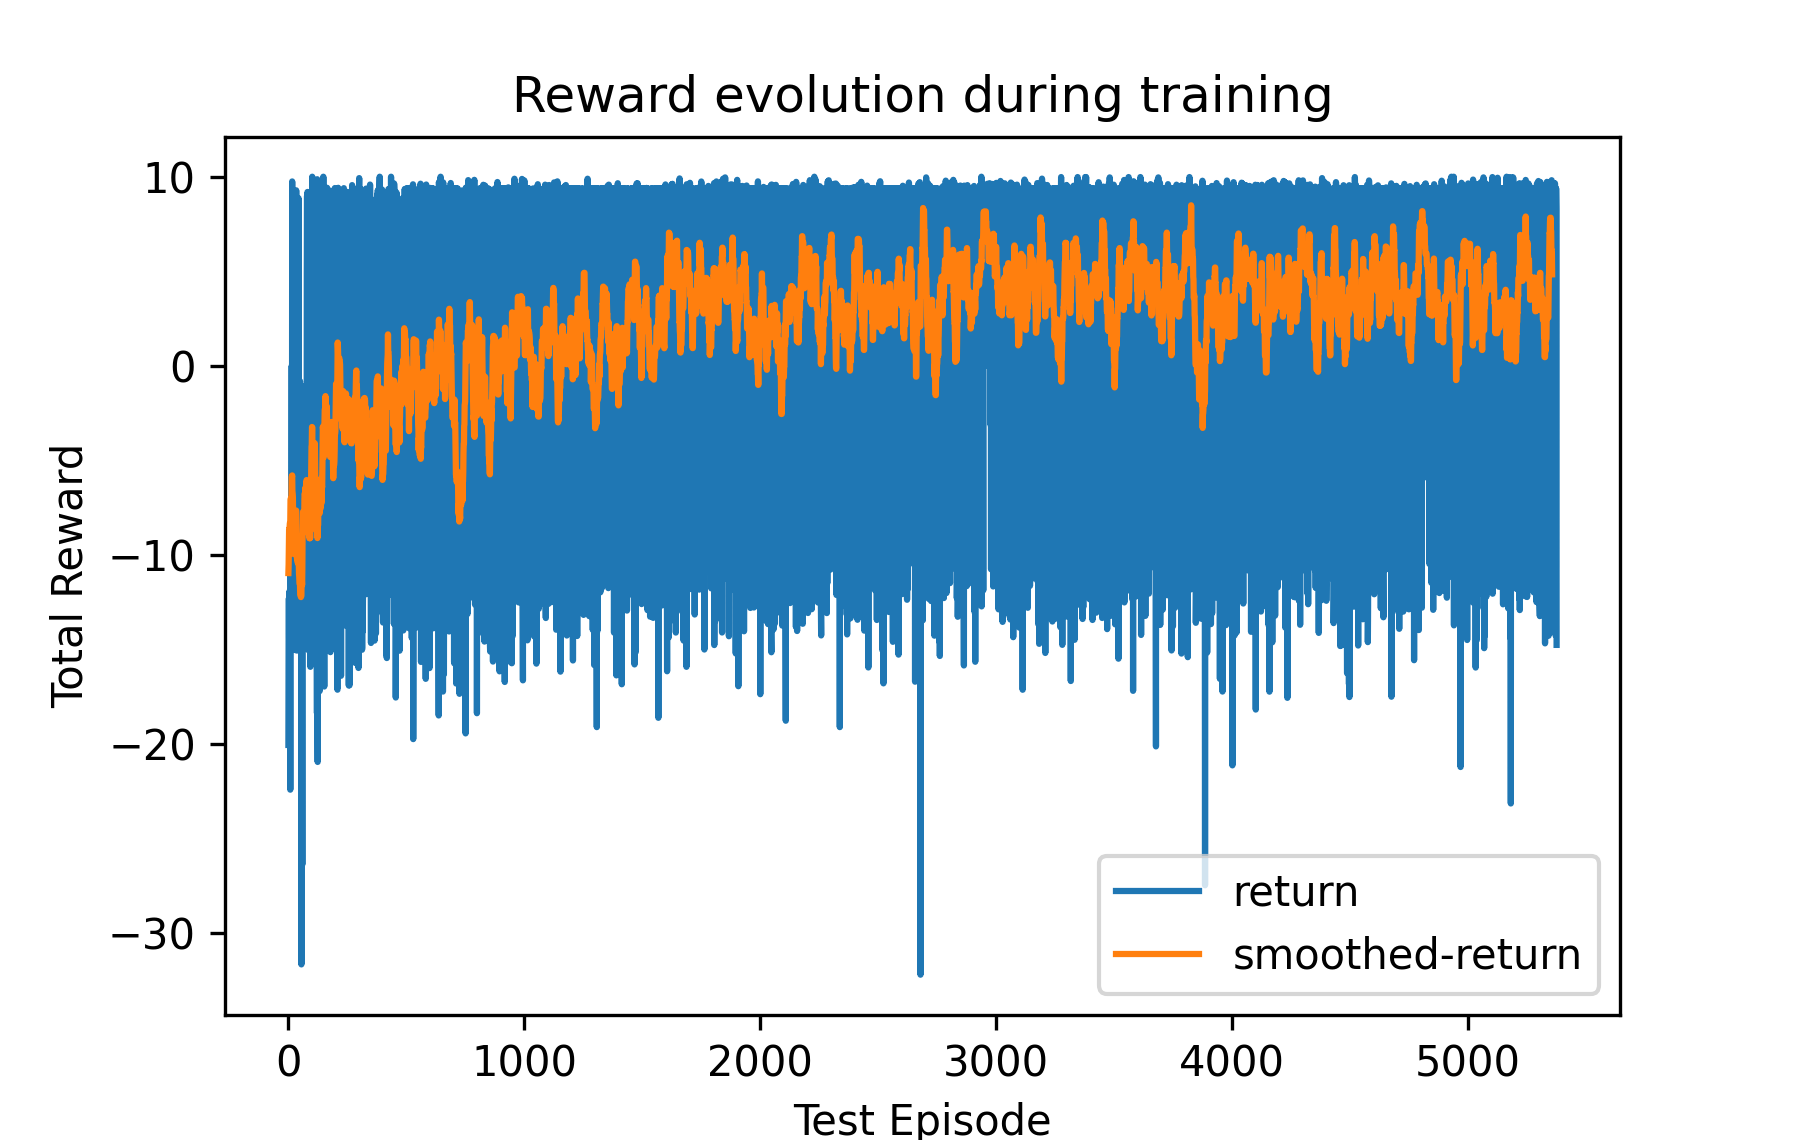 Reward evolution during training
Total Reward
10
0
−10
−20
−30
0 1000 2000 3000 4000 5000
Test Episode
return
smoothed-return